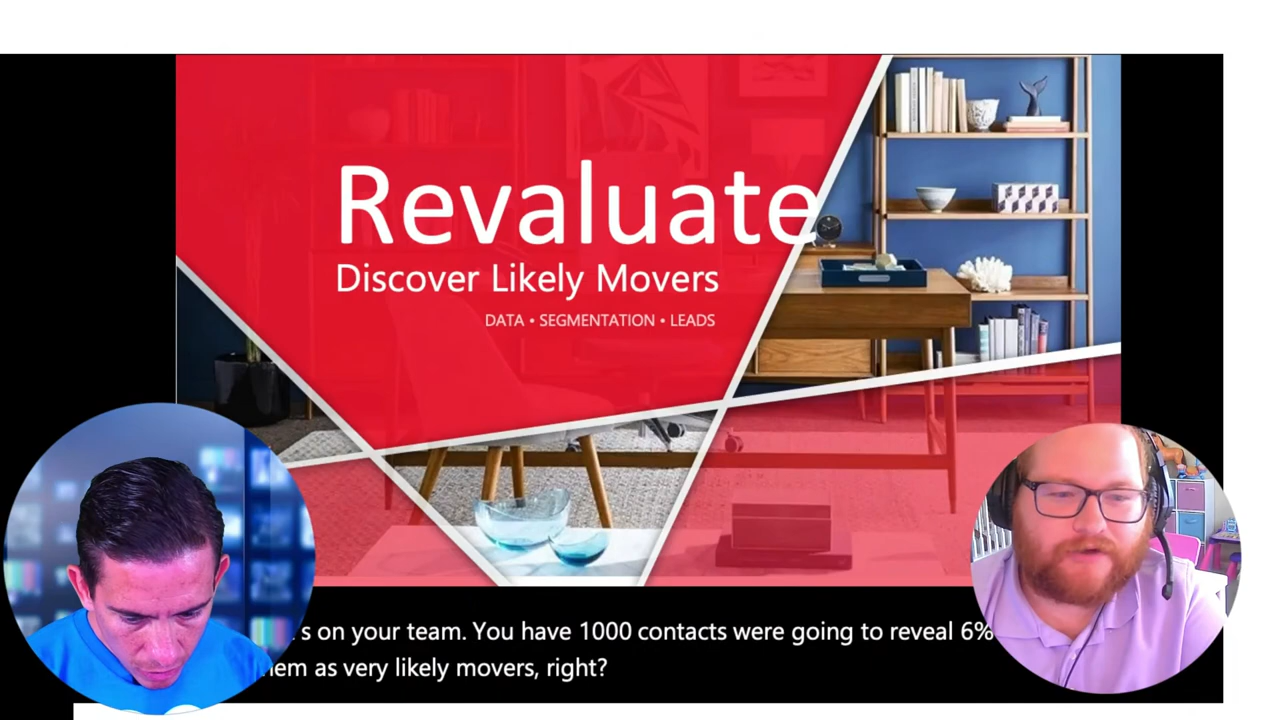 Revaluate
Discover Likely Movers
DATA • SEGMENTATION • LEADS
on your team. You have 1000 contacts were going to reveal 6%
as very likely movers, right?